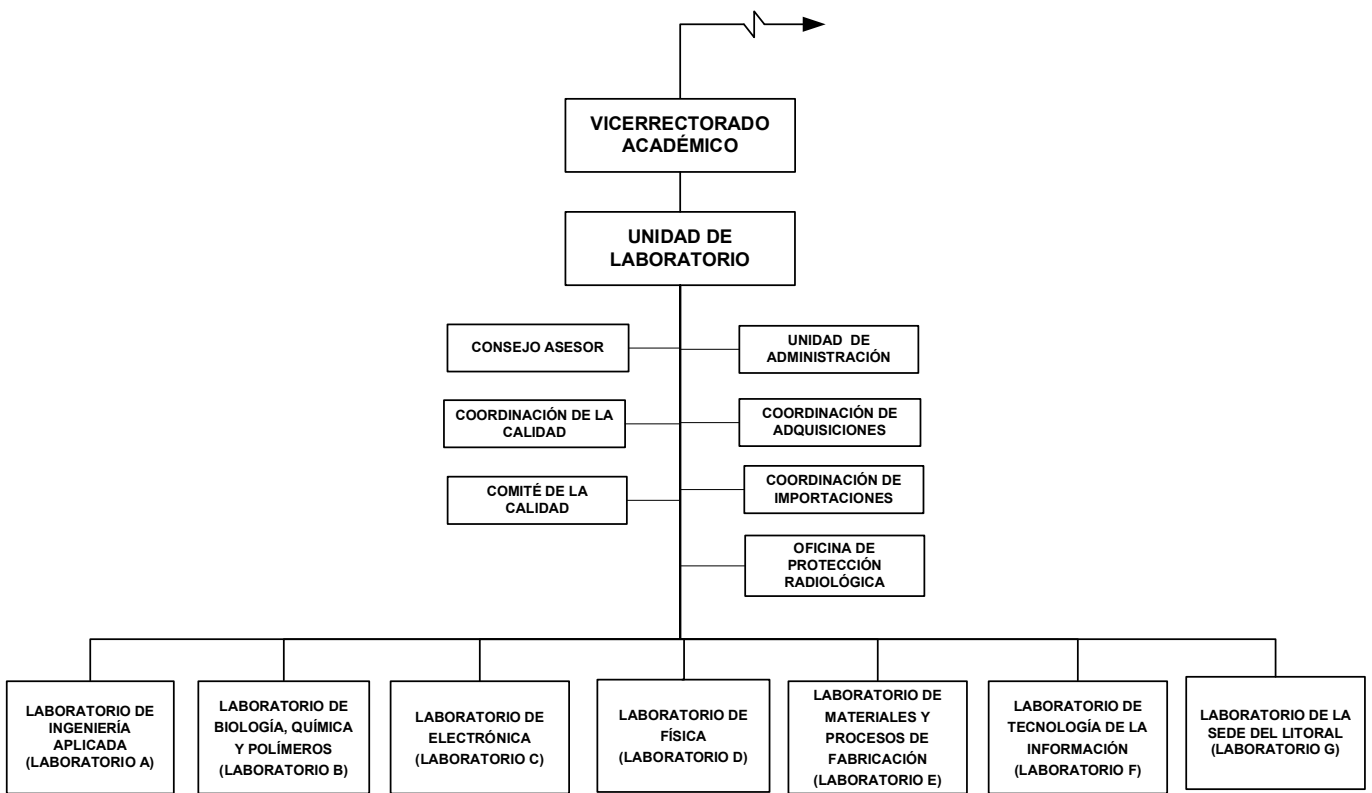 VICERRECTORADO
ACADÉMICO
UNIDAD DE
LABORATORIO
CONSEJO ASESOR
UNIDAD DE
ADMINISTRACIÓN
COORDINACIÓN DE LA
CALIDAD
COORDINACIÓN DE
ADQUISICIONES
COMITÉ DE LA
CALIDAD
COORDINACIÓN DE
IMPORTACIONES
OFICINA DE
PROTECCIÓN
RADIOLÓGICA
LABORATORIO DE
INGENIERÍA
APLICADA
(LABORATORIO A)
LABORATORIO DE
BIOLOGÍA, QUÍMICA
Y POLÍMEROS
(LABORATORIO B)
LABORATORIO DE
ELECTRÓNICA
(LABORATORIO C)
LABORATORIO DE
FÍSICA
(LABORATORIO D)
LABORATORIO DE
MATERIALES Y
PROCESOS DE
FABRICACIÓN
(LABORATORIO E)
LABORATORIO DE
TECNOLOGÍA DE LA
INFORMACIÓN
(LABORATORIO F)
LABORATORIO DE LA
SEDE DEL LITORAL
(LABORATORIO G)